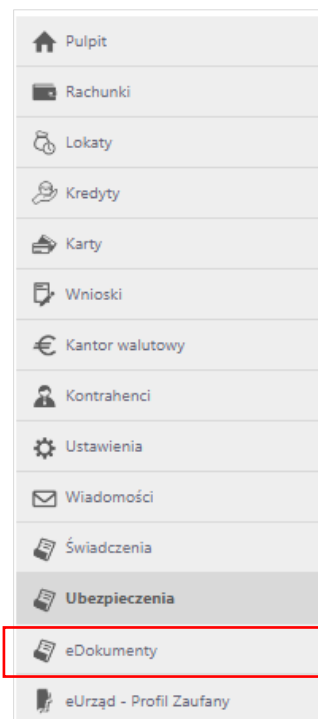 Pulpit
Rachunki
Lokaty
Kredyty
Karty
Wnioski
Kantor walutowy
Kontrahenci
Ustawienia
Wiadomości
Świadczenia
Ubezpieczenia
eDokumenty
eUrząd - Profil Zaufany